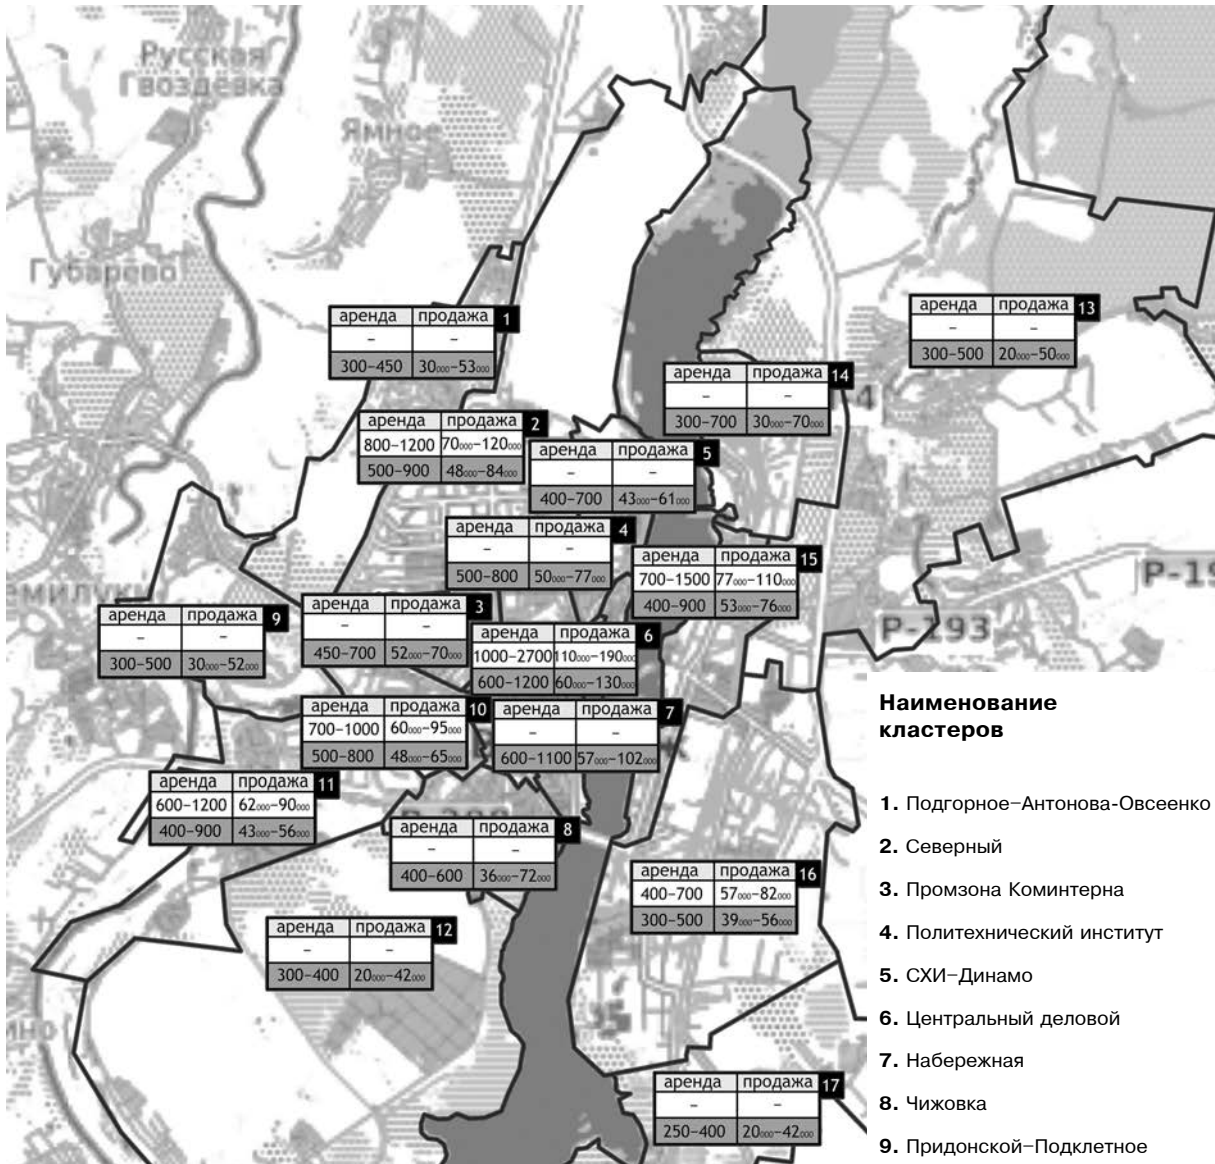 Русская
Гвоздевка
Ямное
Губарево
аренда продажа 1
– –
300–450 30000–53000
аренда продажа 13
– –
300–500 20000–50000
аренда продажа 14
– –
300–700 30000–70000
4
аренда продажа 2
800–1200 70000–120000
500–900 48000–84000
аренда продажа 5
– –
400–700 43000–61000
аренда продажа 4
– –
500–800 50000–77000
аренда продажа 15
700–1500 77000–110000
400–900 53000–76000
Р-19
емилуки
аренда продажа 9
– –
300–500 30000–52000
аренда продажа 3
– –
450–700 52000–70000
аренда продажа 6
1000–2700 110000–190000
600–1200 60000–130000
Р-193
аренда продажа 10
700–1000 60000–95000
500–800 48000–65000
аренда продажа 7
– –
600–1100 57000–102000
аренда продажа 11
600–1200 62000–90000
400–900 43000–56000
аренда продажа 8
– –
400–600 36000–72000
аренда продажа 16
400–700 57000–82000
300–500 39000–56000
аренда продажа 12
– –
300–400 20000–42000
ино
аренда продажа 17
– –
250–400 20000–42000
Наименование
кластеров
1. Подгорное–Антонова-Овсеенко
2. Северный
3. Промзона Коминтерна
4. Политехнический институт
5. СХИ–Динамо
6. Центральный деловой
7. Набережная
8. Чижовка
9. Придонской–Подклетное